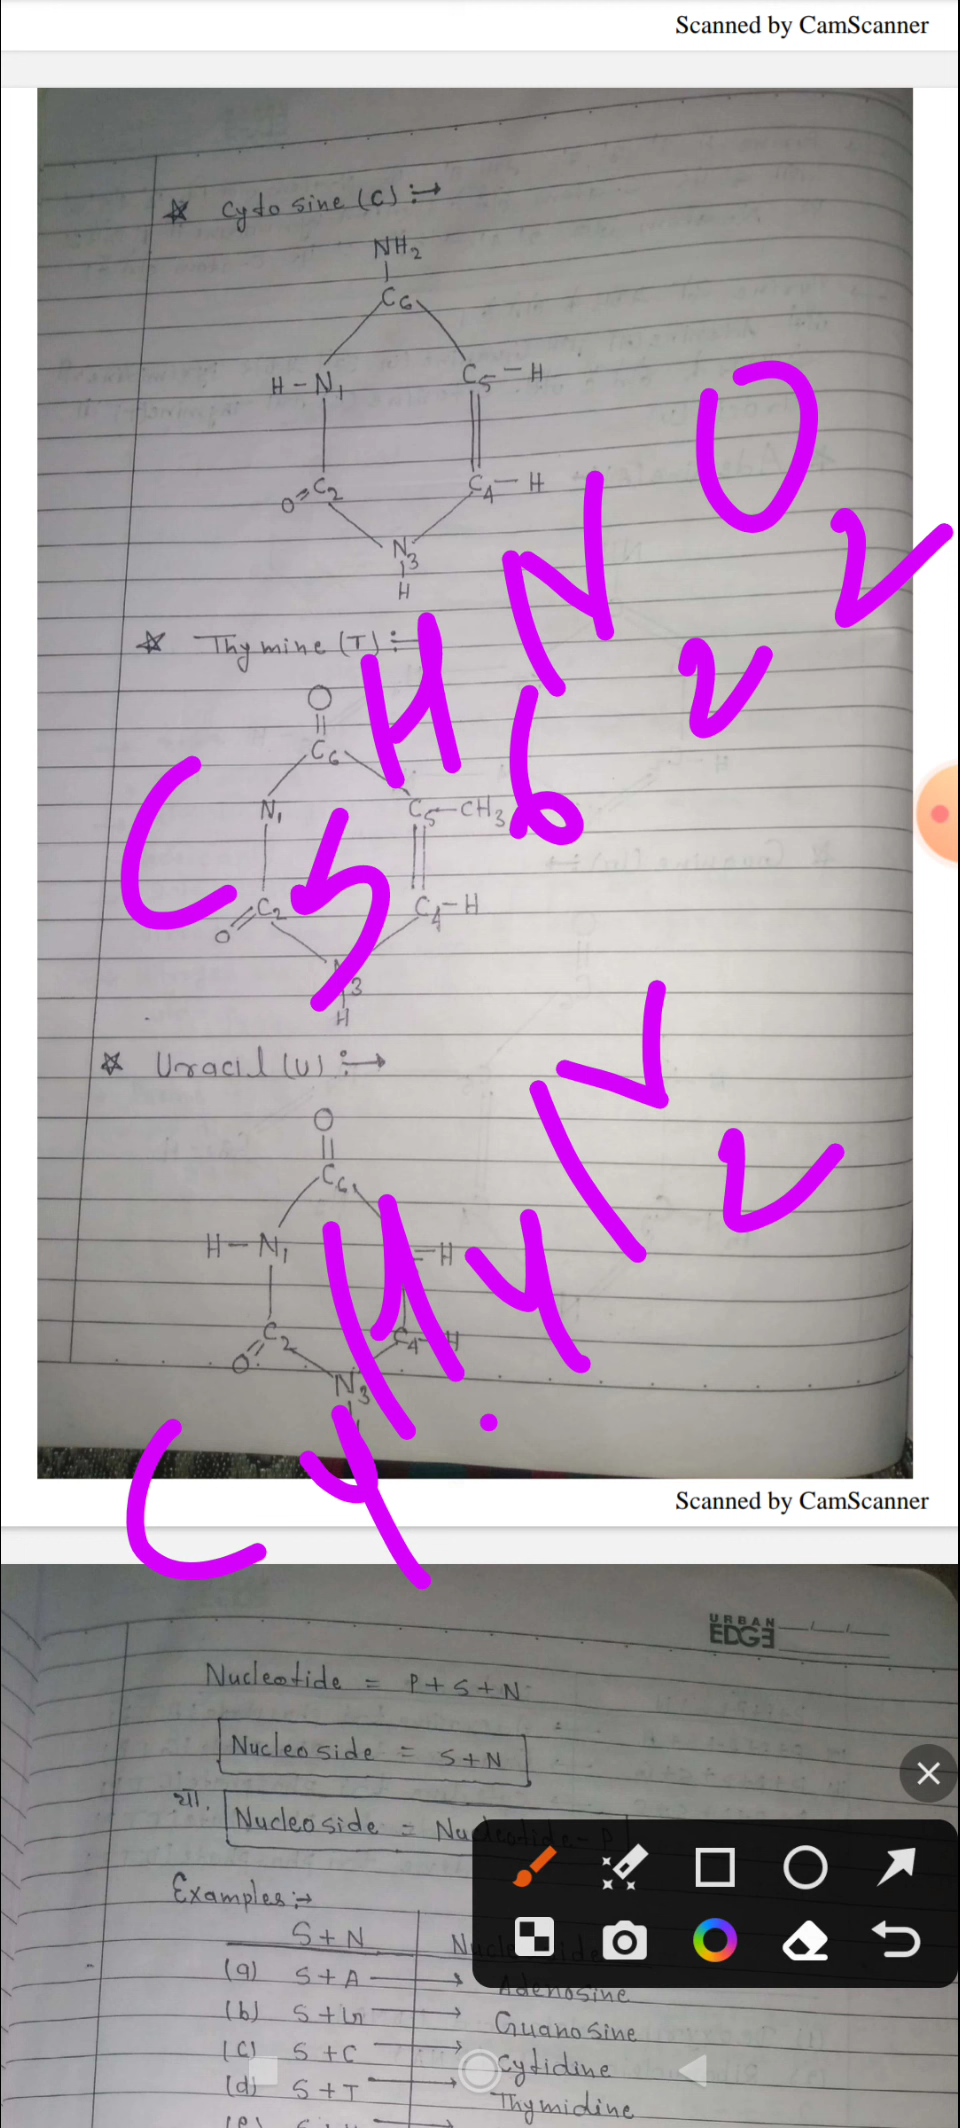 Scanned by CamScanner
☆ Cytosine (C) :→
NH2
C6
H - N1
C5 - H
O=C2
C4 - H
N3
H
☆ Thymine (T) :→
O
C6
N1
C5-CH3
C2
O
C4-H
3
H
C5H6N2O2
☆ Uracil (U) :→
O
C6
H - N1
-H
C2
O
C4-H
N3
C4H4N2
Scanned by CamScanner
URBAN
EDGE
Nucleotide = P+S+N
Nucleoside = S+N
या. Nucleoside = Nucleotide - P
Examples :→
S+N
(a) S+A → Adenosine
(b) S+G → Guanosine
(c) S+C → Cytidine
(d) S+T → Thymidine